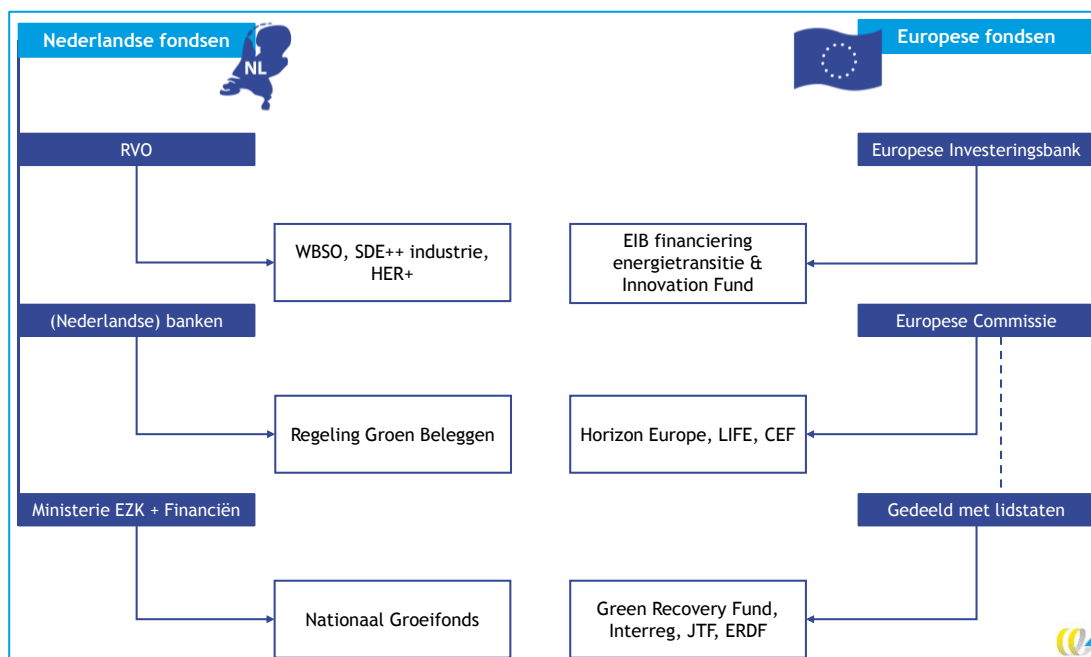 Nederlandse fondsen
NL
Europese fondsen
RVO
Europese Investeringsbank
WBSO, SDE++ industrie,
HER+
EIB financiering
energietransitie &
Innovation Fund
(Nederlandse) banken
Europese Commissie
Regeling Groen Beleggen
Horizon Europe, LIFE, CEF
Ministerie EZK + Financiën
Gedeeld met lidstaten
Nationaal Groeifonds
Green Recovery Fund,
Interreg, JTF, ERDF